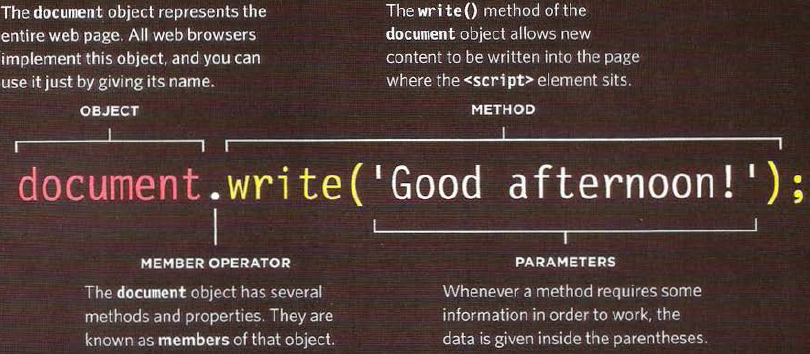 The document object represents the
entire web page. All web browsers
implement this object, and you can
use it just by giving its name.
The write() method of the
document object allows new
content to be written into the page
where the <script> element sits.
OBJECT
METHOD
document.write('Good afternoon!');
MEMBER OPERATOR
The document object has several
methods and properties. They are
known as members of that object.
PARAMETERS
Whenever a method requires some
information in order to work, the
data is given inside the parentheses.